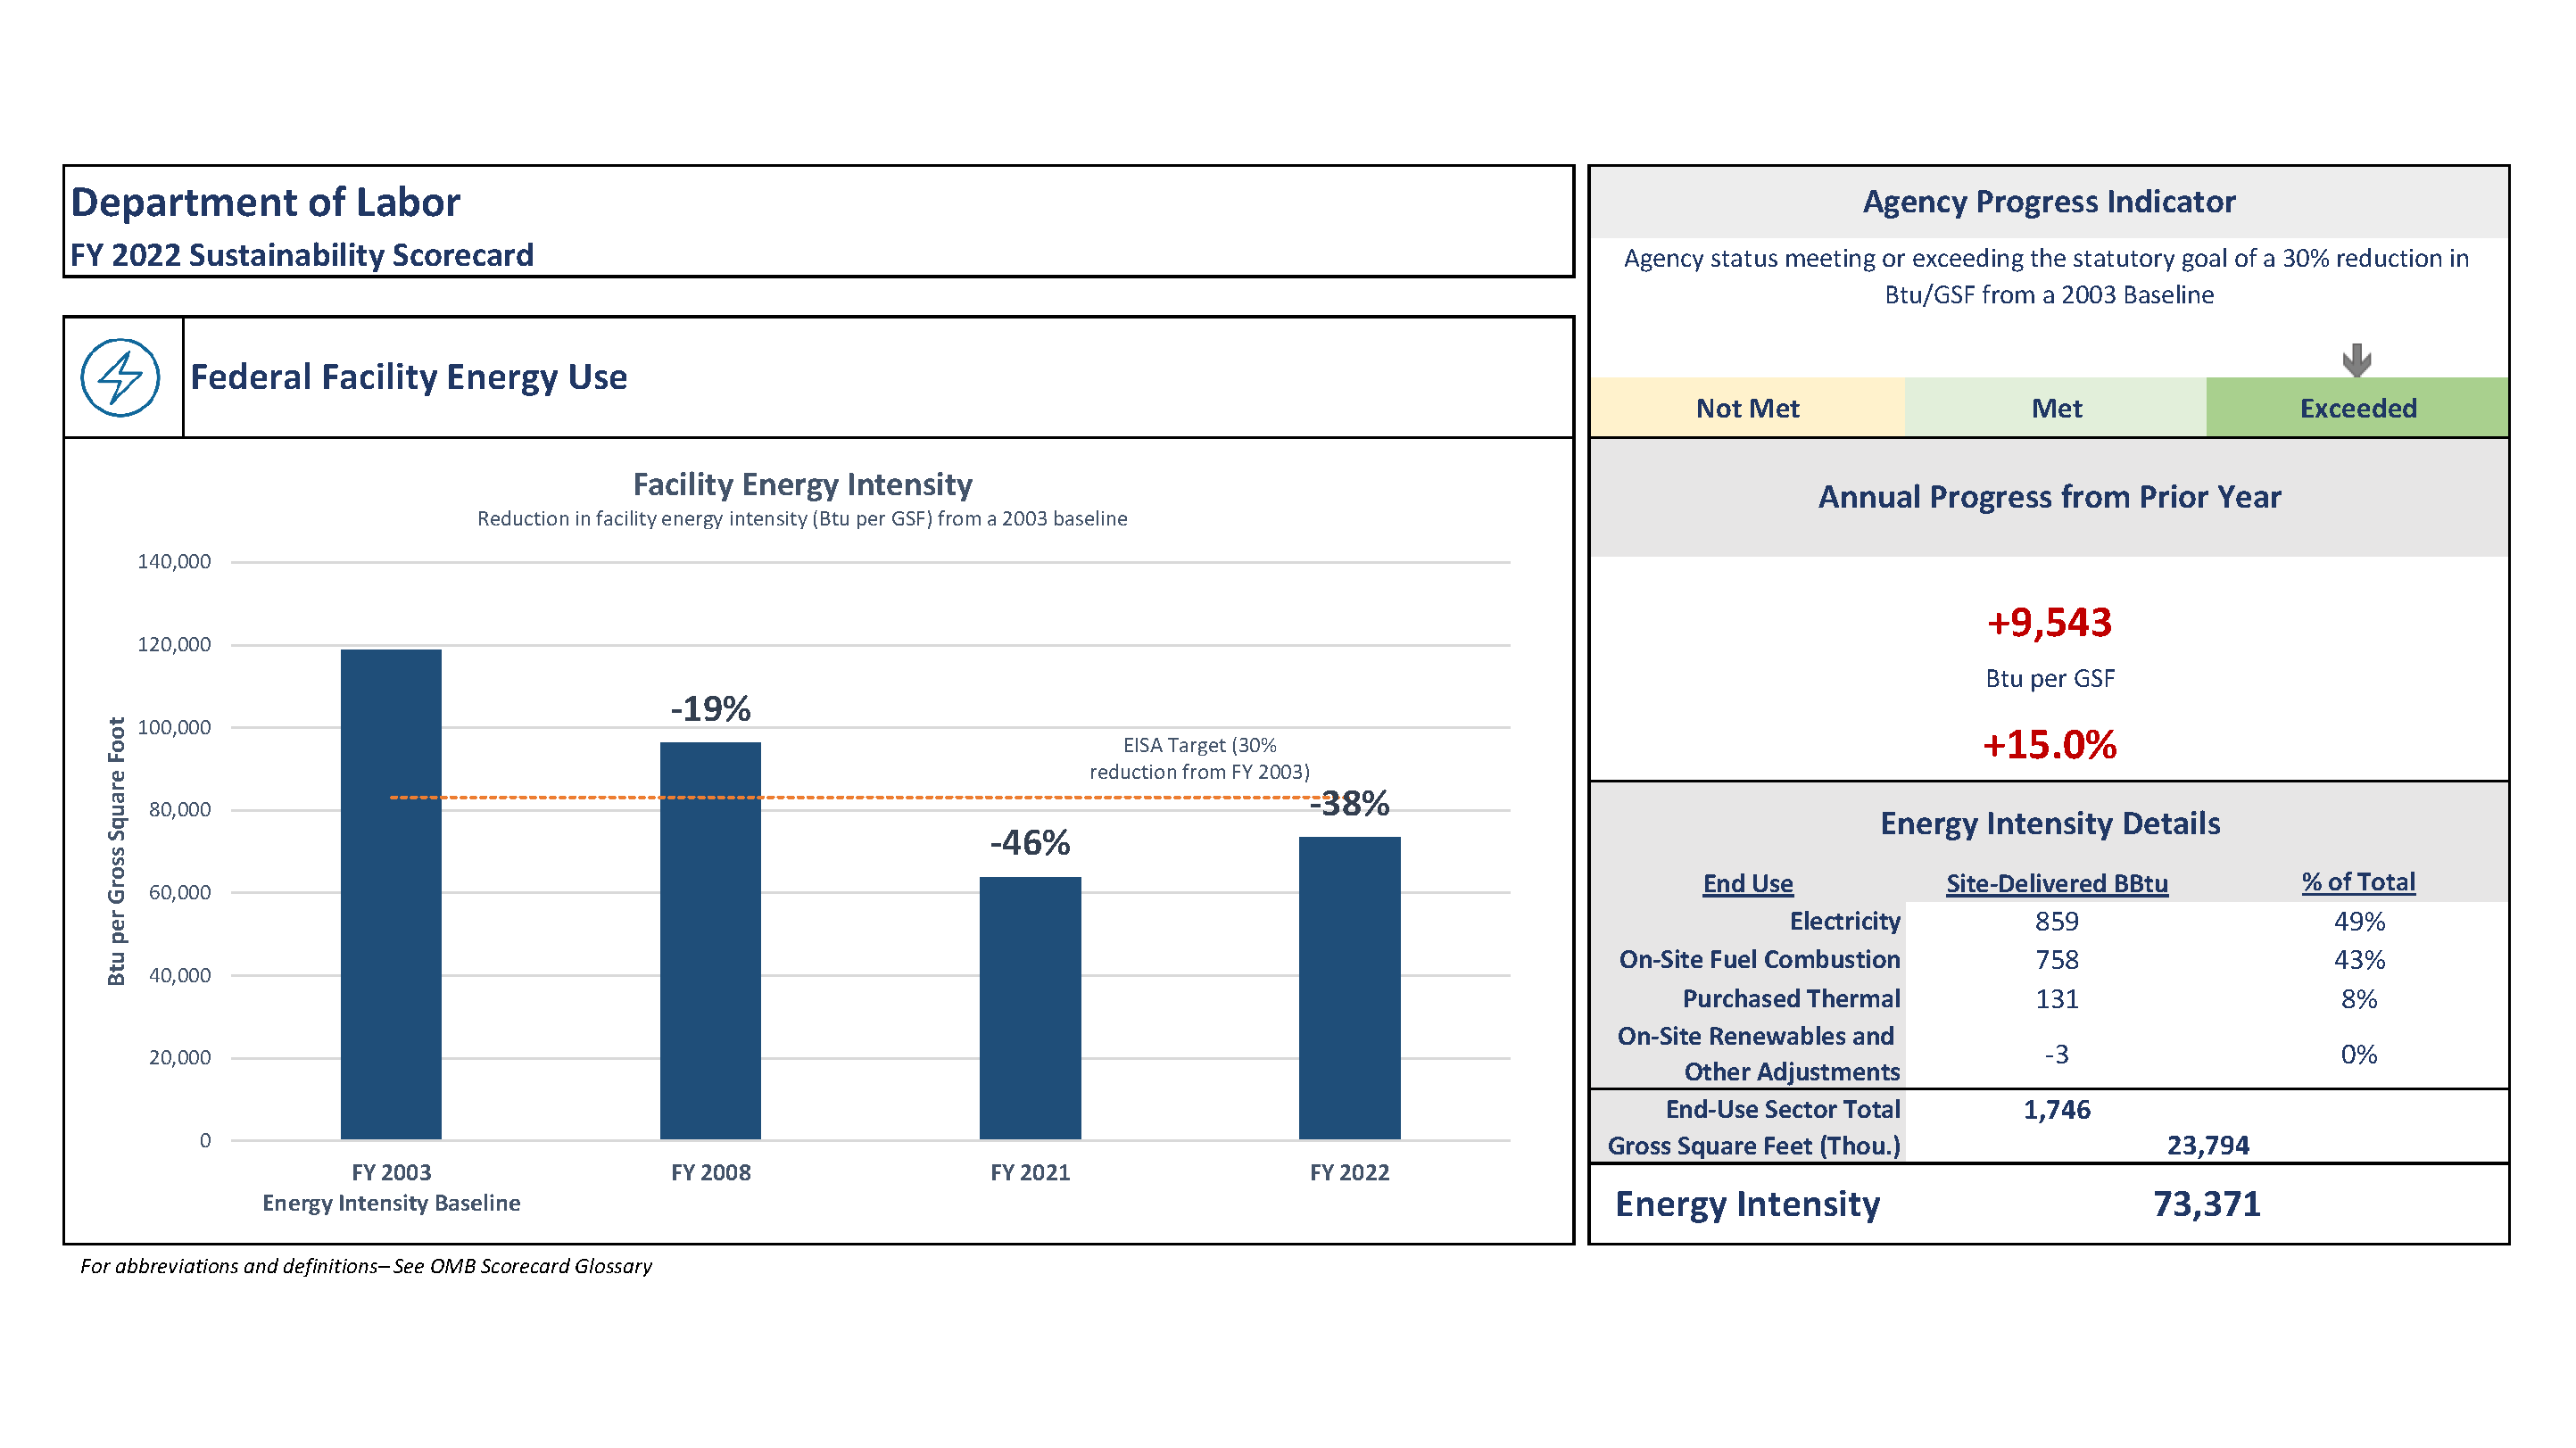 Department of Labor
FY 2022 Sustainability Scorecard
Federal Facility Energy Use
Facility Energy Intensity
Reduction in facility energy intensity (Btu per GSF) from a 2003 baseline
Btu per Gross Square Foot
140,000
120,000
100,000
80,000
60,000
40,000
20,000
0
-19%
-46%
-38%
EISA Target (30%
reduction from FY 2003)
FY 2003
Energy Intensity Baseline
FY 2008
FY 2021
FY 2022
For abbreviations and definitions– See OMB Scorecard Glossary
Agency Progress Indicator
Agency status meeting or exceeding the statutory goal of a 30% reduction in
Btu/GSF from a 2003 Baseline
Not Met Met Exceeded
Annual Progress from Prior Year
+9,543
Btu per GSF
+15.0%
Energy Intensity Details
End Use Site-Delivered BBtu % of Total
Electricity 859 49%
On-Site Fuel Combustion 758 43%
Purchased Thermal 131 8%
On-Site Renewables and
Other Adjustments -3 0%
End-Use Sector Total 1,746
Gross Square Feet (Thou.) 23,794
Energy Intensity 73,371